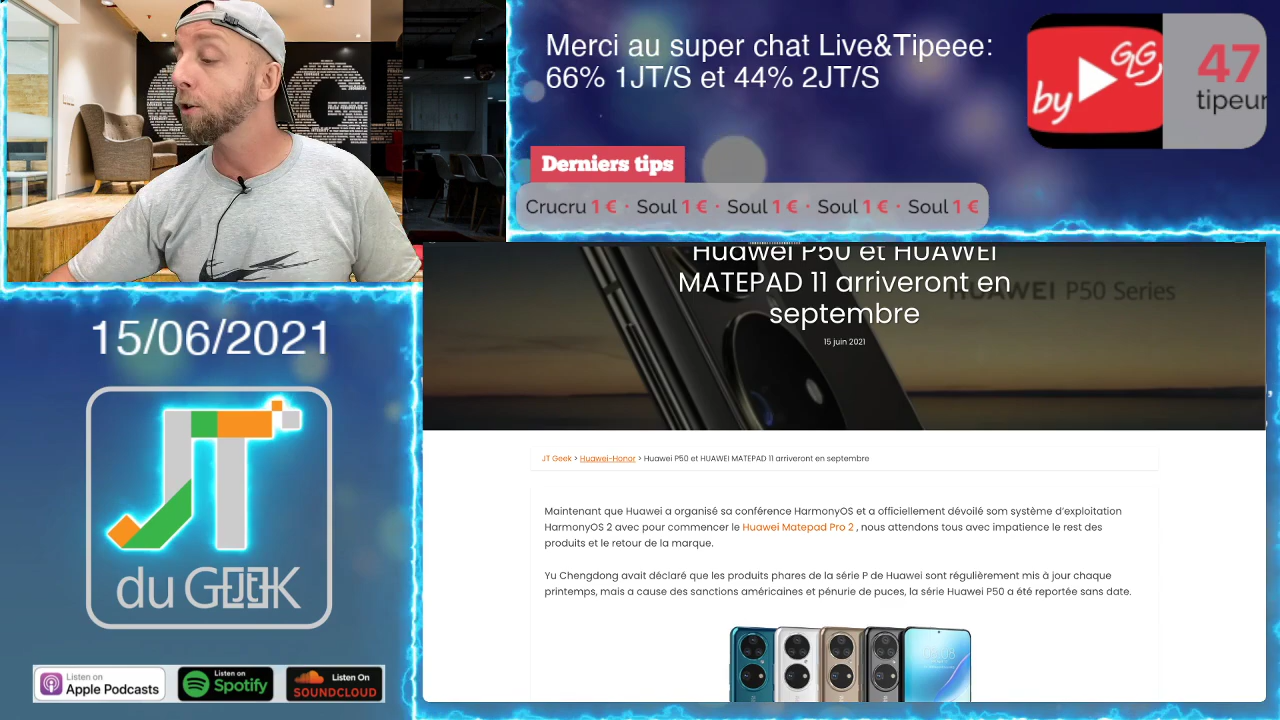 Merci au super chat Live&Tipeee:
66% 1JT/S et 44% 2JT/S
by GG
47
tipeur
Derniers tips
Crucru 1 € · Soul 1 € · Soul 1 € · Soul 1 € · Soul 1 €
15/06/2021
JT
du GEEK
Listen on
Apple Podcasts
Listen on
Spotify
Listen On
SOUNDCLOUD
Huawei P50 et HUAWEI
MATEPAD 11 arriveront en
septembre
HUAWEI P50 Series
15 juin 2021
JT Geek > Huawei-Honor > Huawei P50 et HUAWEI MATEPAD 11 arriveront en septembre
Maintenant que Huawei a organisé sa conférence HarmonyOS et a officiellement dévoilé som système d'exploitation
HarmonyOS 2 avec pour commencer le Huawei Matepad Pro 2 , nous attendons tous avec impatience le rest des
produits et le retour de la marque.
Yu Chengdong avait déclaré que les produits phares de la série P de Huawei sont régulièrement mis à jour chaque
printemps, mais a cause des sanctions américaines et pénurie de puces, la série Huawei P50 a été reportée sans date.